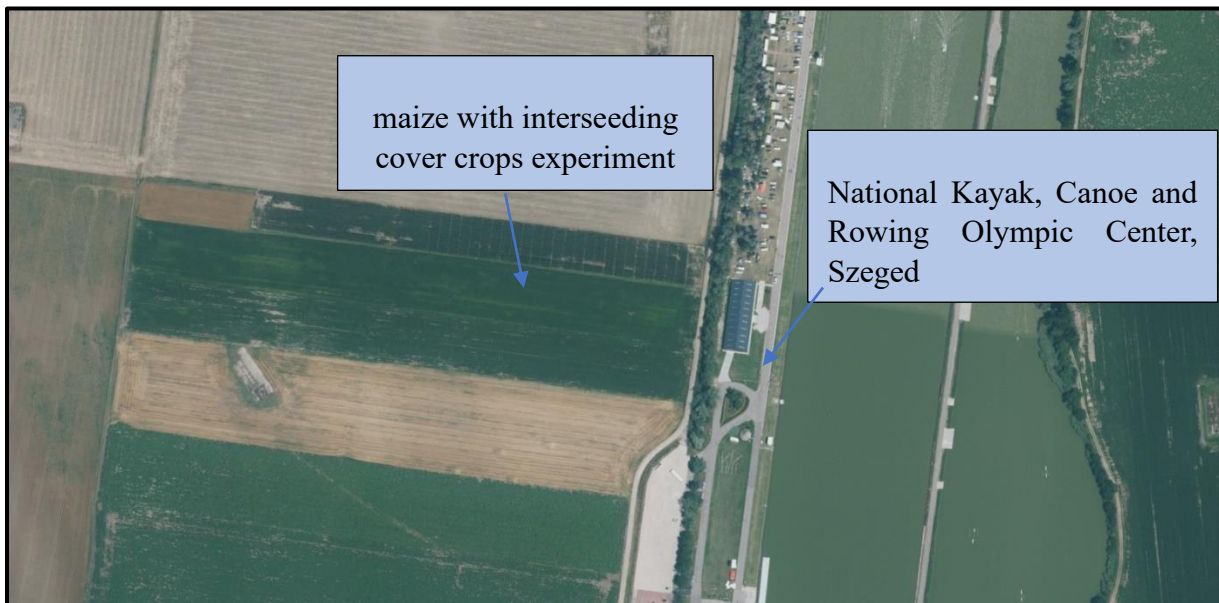 maize with interseeding
cover crops experiment
National Kayak, Canoe and
Rowing Olympic Center,
Szeged